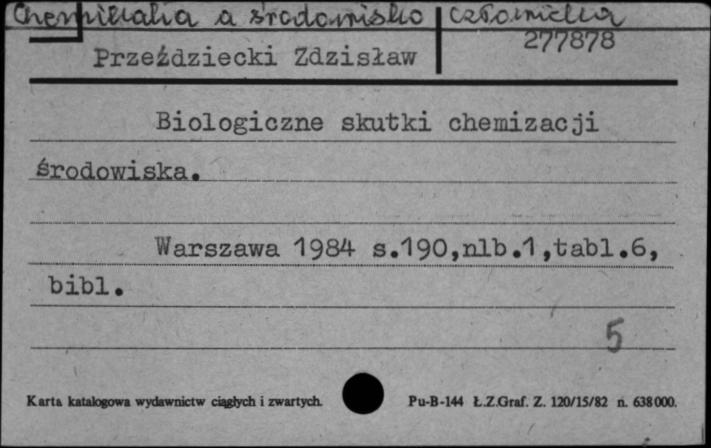 Chemikalia a środowisko człowieka
277878
Przeździecki Zdzisław
Biologiczne skutki chemizacji
środowiska.
Warszawa 1984 s.190,nlb.1,tabl.6,
bibl.
5
Karta katalogowa wydawnictw ciągłych i zwartych. Pu-B-144 Ł.Z.Graf. Z. 120/15/82 n. 638000.